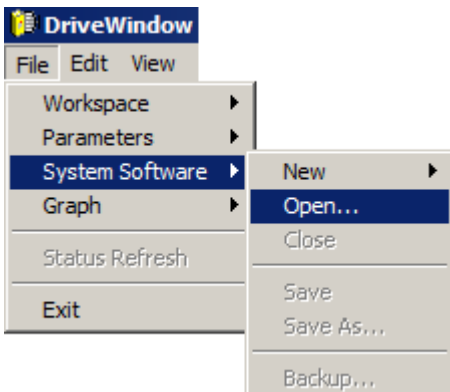 DriveWindow
File Edit View
Workspace
Parameters
System Software
Graph
Status Refresh
Exit
New
Open...
Close
Save
Save As...
Backup...